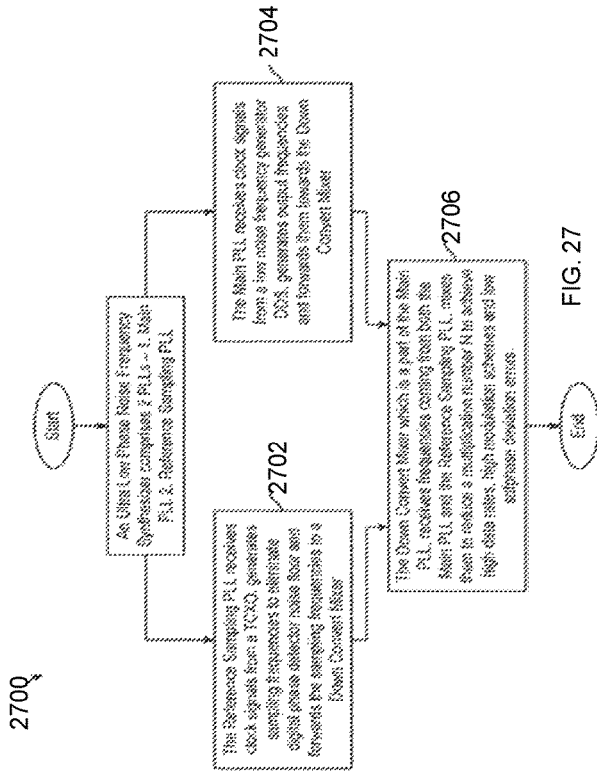 2700
Start
An Ultra Low Phase Noise Frequency
Synthesizer comprises 2 PLLs – 1. Main
PLL 2. Reference Sampling PLL
2702
The Reference Sampling PLL receives
clock signals from a TCXO, generates
sampling frequencies to eliminate
digital phase detector noise floor and
forwards the sampling frequencies to a
Down Convert Mixer
2704
The Main PLL receives clock signals
from a low noise frequency generator
DDS, generates output frequencies
and forwards them towards the Down
Convert Mixer
2706
The Down Convert Mixer which is a part of the Main
PLL, receives frequencies coming from both the
Main PLL and the Reference Sampling PLL, mixes
them to reduce a multiplication number N to achieve
high data rates, high modulation schemes and low
phase deviation errors.
End
FIG. 27